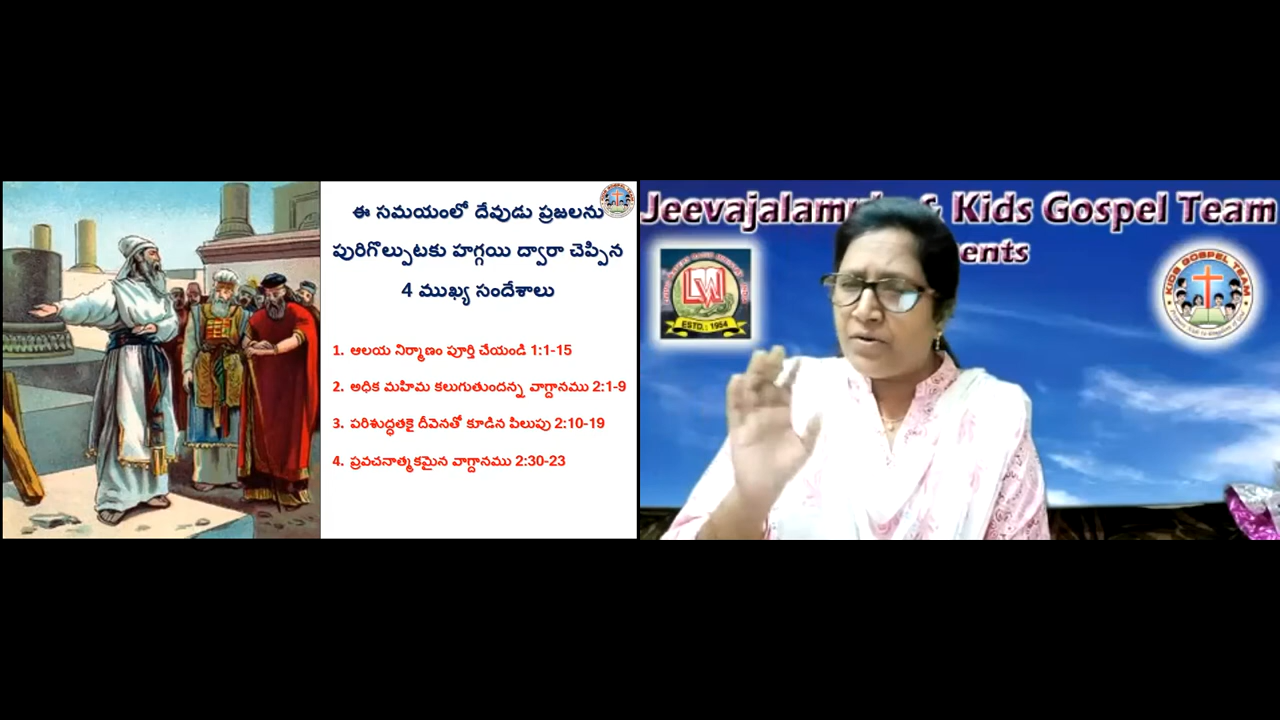 ఈ సమయంలో దేవుడు ప్రజలను
పురిగొల్పుటకు హగ్గయి ద్వారా చెప్పిన
4 ముఖ్య సందేశాలు
1. ఆలయ నిర్మాణం పూర్తి చేయండి 1:1-15
2. అధిక మహిమ కలుగుతుందన్న వాగ్దానము 2:1-9
3. పరిశుద్ధతకై దీవెనతో కూడిన పిలుపు 2:10-19
4. ప్రవచనాత్మకమైన వాగ్దానము 2:30-23
& Kids Gospel Team
LW
ESTD.: 1954
KIDS GOSPEL TEAM